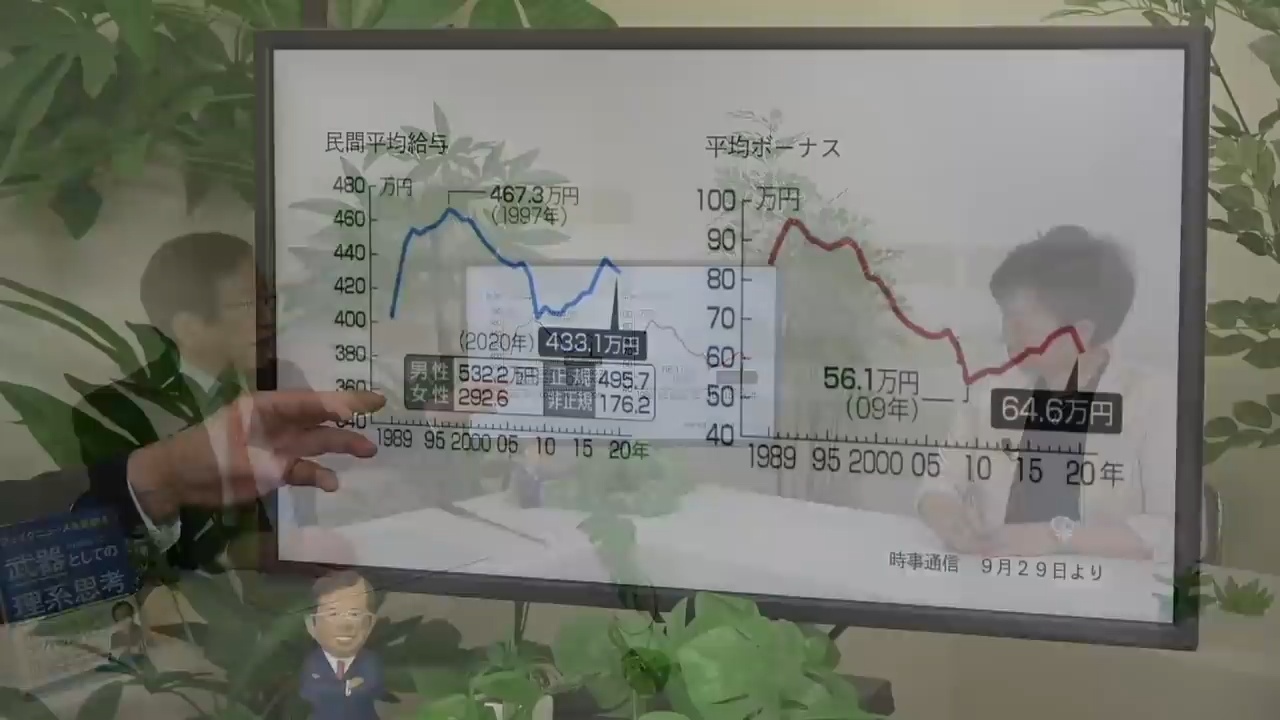 民間平均給与
480 万円
460
440
420
400
380
360
340
467.3万円
(1997年)
(2020年) 433.1万円
男性 532.2万円 正規 495.7
女性 292.6 非正規 176.2
1989 95 2000 05 10 15 20年
平均ボーナス
100 万円
90
80
70
60
50
40
56.1万円
(09年)
64.6万円
1989 95 2000 05 10 15 20年
時事通信 9月29日より
武器としての
理系思考